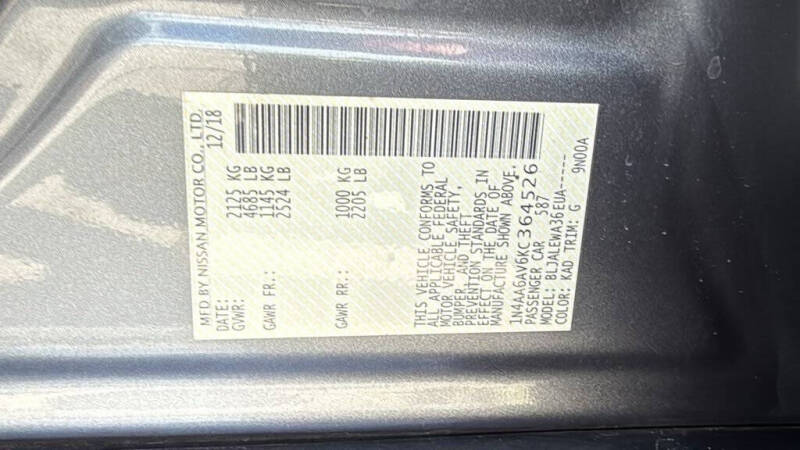 MFD BY NISSAN MOTOR CO., LTD.
DATE: 12/18
GVWR: 2125 KG
4685 LB
GAWR FR.: 1145 KG
2524 LB
GAWR RR.: 1000 KG
2205 LB
THIS VEHICLE CONFORMS TO
ALL APPLICABLE FEDERAL
MOTOR VEHICLE SAFETY,
BUMPER, AND THEFT
PREVENTION STANDARDS IN
EFFECT ON THE DATE OF
MANUFACTURE SHOWN ABOVE.
1N4AA6AV6KC364526
PASSENGER CAR 587
MODEL: BLJALEWA36EUA-----
COLOR: KAD TRIM: G 9N00A